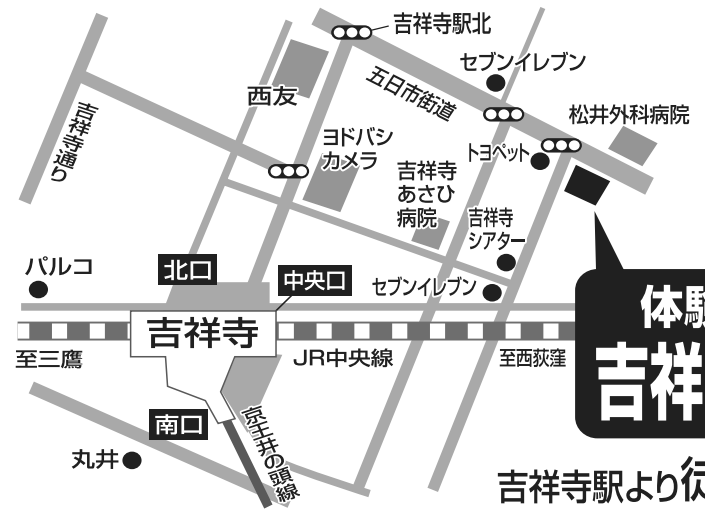 吉祥寺駅北
セブンイレブン
五日市街道
西友
松井外科病院
吉祥寺通り
ヨドバシ
カメラ
トヨペット
吉祥寺
あさひ
病院
吉祥寺
シアター
パルコ
北口
中央口
セブンイレブン
吉祥寺
体験
吉祥
至三鷹
JR中央線
至西荻窪
南口
京王井の頭線
丸井
吉祥寺駅より